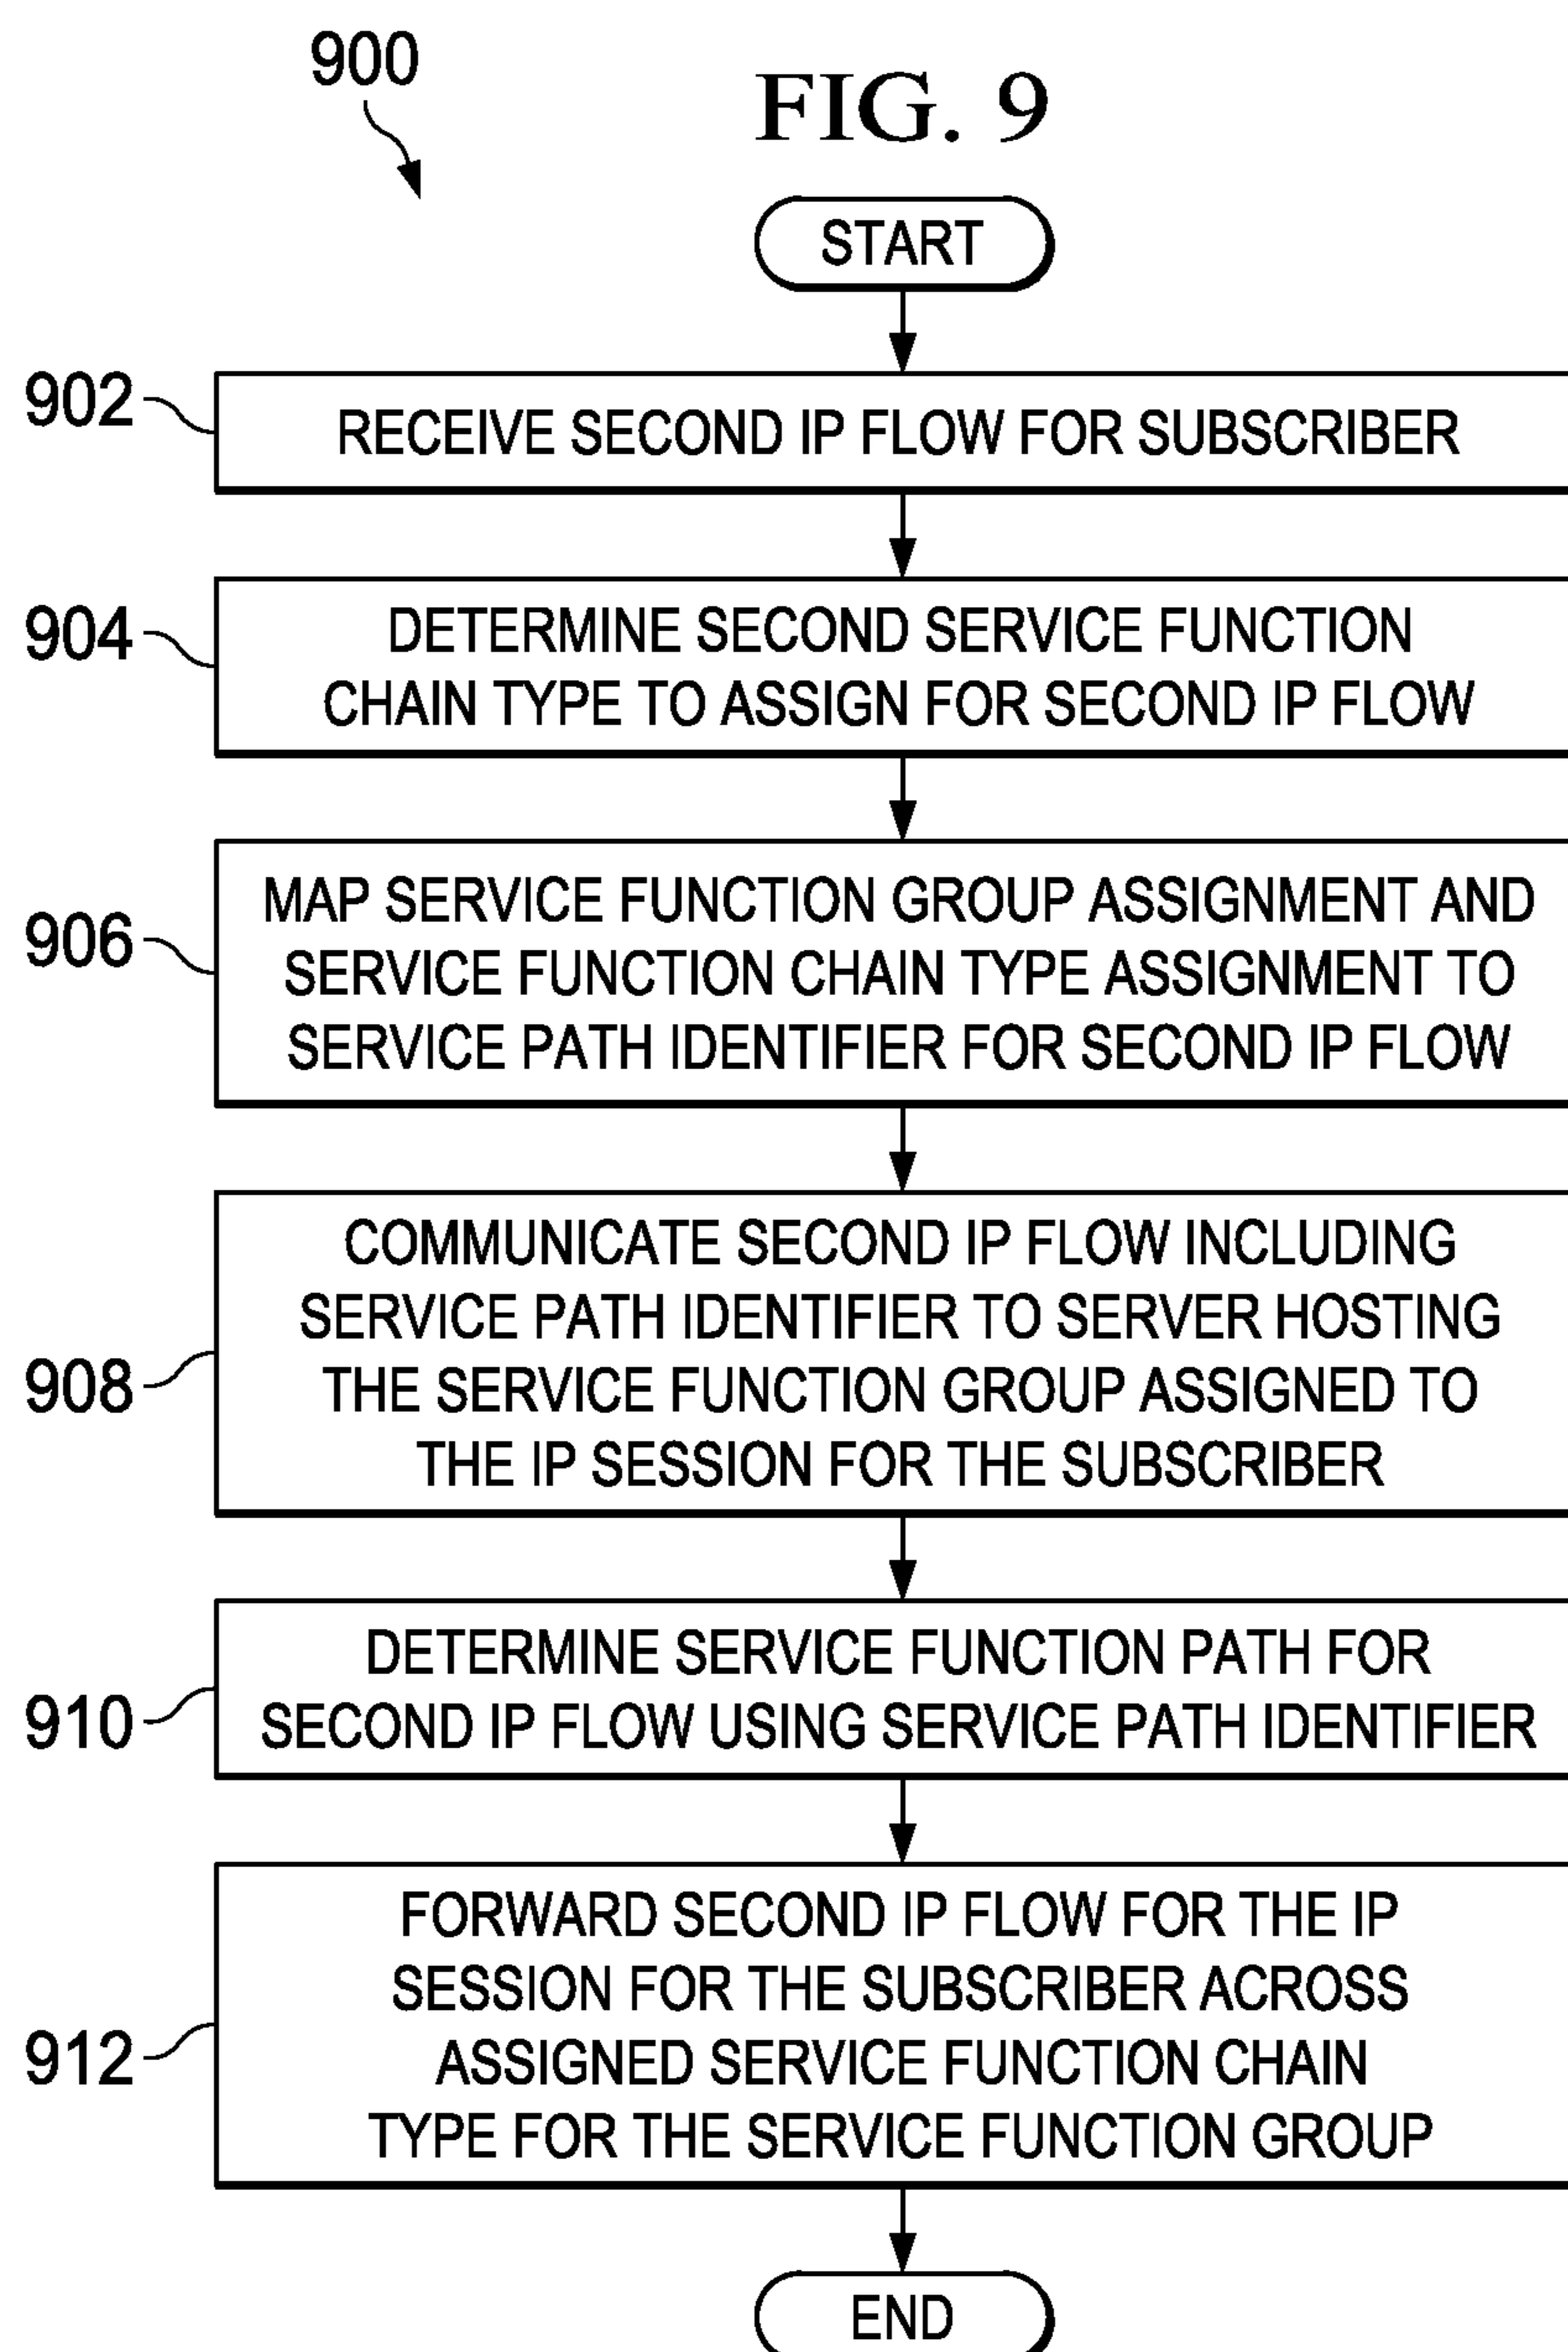 900
FIG. 9
START
902
RECEIVE SECOND IP FLOW FOR SUBSCRIBER
904
DETERMINE SECOND SERVICE FUNCTION
CHAIN TYPE TO ASSIGN FOR SECOND IP FLOW
906
MAP SERVICE FUNCTION GROUP ASSIGNMENT AND
SERVICE FUNCTION CHAIN TYPE ASSIGNMENT TO
SERVICE PATH IDENTIFIER FOR SECOND IP FLOW
908
COMMUNICATE SECOND IP FLOW INCLUDING
SERVICE PATH IDENTIFIER TO SERVER HOSTING
THE SERVICE FUNCTION GROUP ASSIGNED TO
THE IP SESSION FOR THE SUBSCRIBER
910
DETERMINE SERVICE FUNCTION PATH FOR
SECOND IP FLOW USING SERVICE PATH IDENTIFIER
912
FORWARD SECOND IP FLOW FOR THE IP
SESSION FOR THE SUBSCRIBER ACROSS
ASSIGNED SERVICE FUNCTION CHAIN
TYPE FOR THE SERVICE FUNCTION GROUP
END